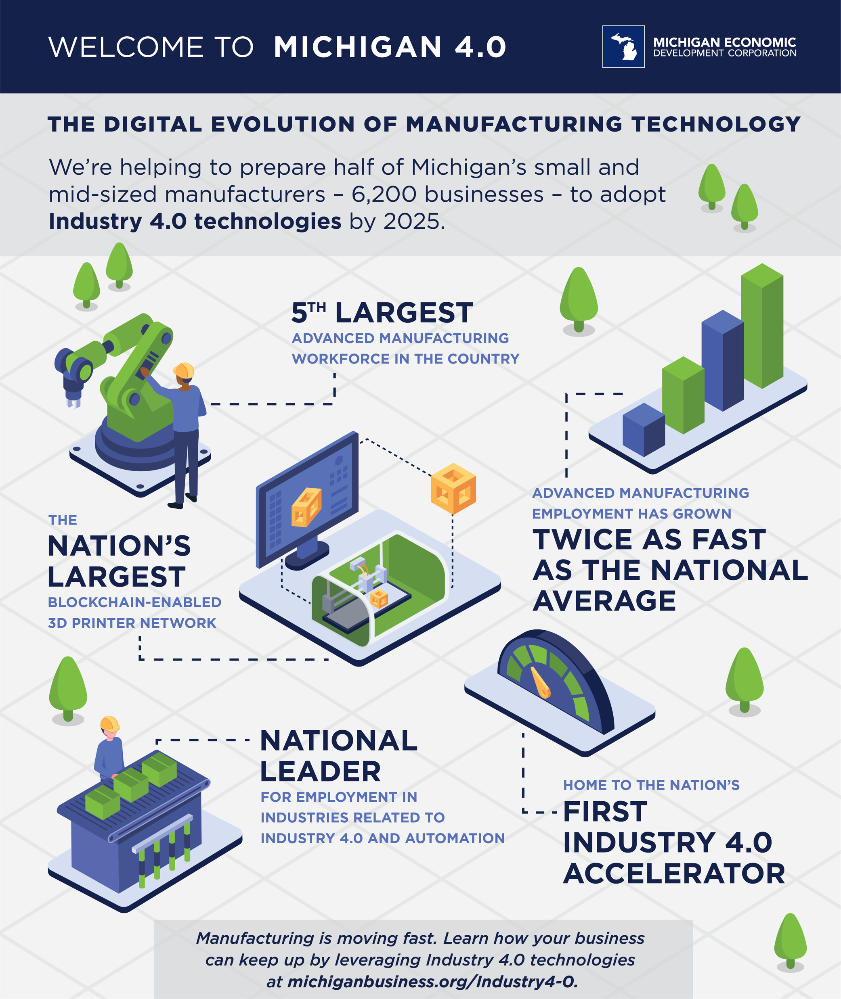 WELCOME TO MICHIGAN 4.0
MICHIGAN ECONOMIC
DEVELOPMENT CORPORATION
THE DIGITAL EVOLUTION OF MANUFACTURING TECHNOLOGY
We're helping to prepare half of Michigan's small and
mid-sized manufacturers – 6,200 businesses – to adopt
Industry 4.0 technologies by 2025.
5TH LARGEST
ADVANCED MANUFACTURING
WORKFORCE IN THE COUNTRY
ADVANCED MANUFACTURING
EMPLOYMENT HAS GROWN
TWICE AS FAST
AS THE NATIONAL
AVERAGE
THE
NATION'S
LARGEST
BLOCKCHAIN-ENABLED
3D PRINTER NETWORK
NATIONAL
LEADER
FOR EMPLOYMENT IN
INDUSTRIES RELATED TO
INDUSTRY 4.0 AND AUTOMATION
HOME TO THE NATION'S
FIRST
INDUSTRY 4.0
ACCELERATOR
Manufacturing is moving fast. Learn how your business
can keep up by leveraging Industry 4.0 technologies
at michiganbusiness.org/Industry4-0.